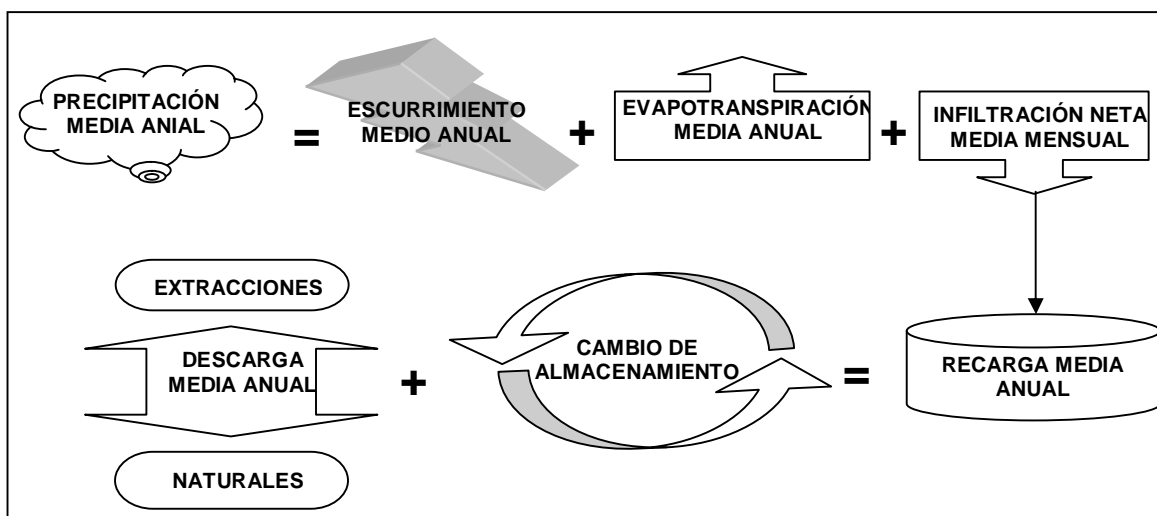 PRECIPITACIÓN
MEDIA ANIAL
=
ESCURRIMIENTO
MEDIO ANUAL
+
EVAPOTRANSPIRACIÓN
MEDIA ANUAL
+
INFILTRACIÓN NETA
MEDIA MENSUAL
EXTRACCIONES
DESCARGA
MEDIA ANUAL
NATURALES
+
CAMBIO DE
ALMACENAMIENTO
=
RECARGA MEDIA
ANUAL